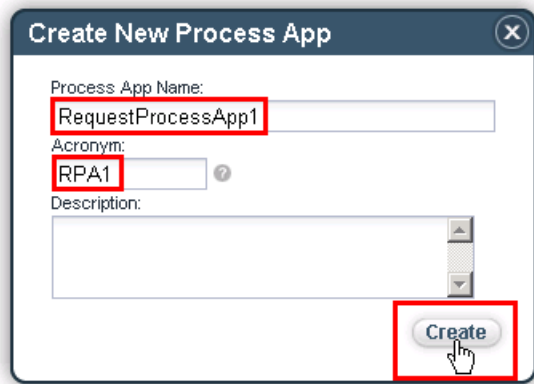 Create New Process App
Process App Name:
RequestProcessApp1
Acronym:
RPA1
Description:
Create